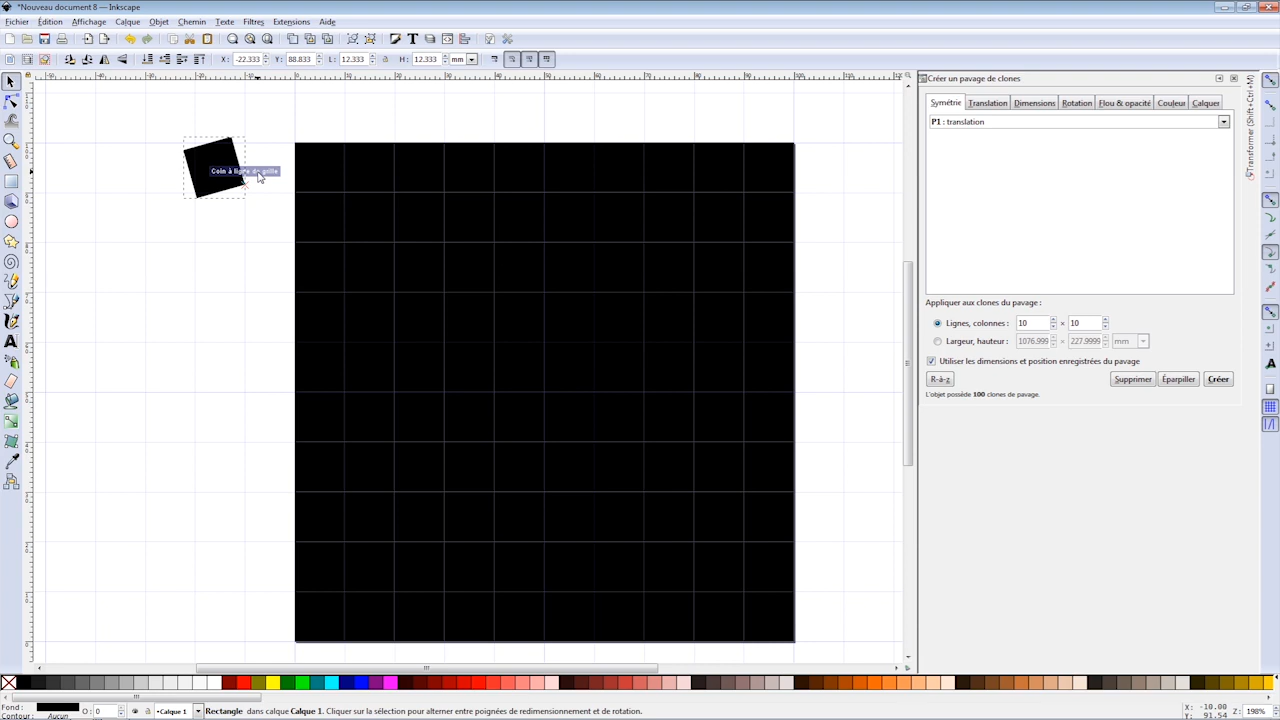 *Nouveau document 8 — Inkscape
Fichier Édition Affichage Calque Objet Chemin Texte Filtres Extensions Aide
X: -22.333 Y: 88.833 L: 12.333 H: 12.333 mm
Créer un pavage de clones
Symétrie Translation Dimensions Rotation Flou & opacité Couleur Calquer
P1 : translation
Coin à ligne de grille
Appliquer aux clones du pavage :
Lignes, colonnes : 10 x 10
Largeur, hauteur : 1076.999 x 227.9999 mm
Utiliser les dimensions et position enregistrées du pavage
R-à-z Supprimer Éparpiller Créer
L'objet possède 100 clones de pavage.
Transformer (Shift+Ctrl+M)
Fond :
Contour : Aucun
O: 0
Calque 1
Rectangle dans calque Calque 1. Cliquer sur la sélection pour alterner entre poignées de redimensionnement et de rotation.
X: -10.00
Y: 91.54
Z: 198%